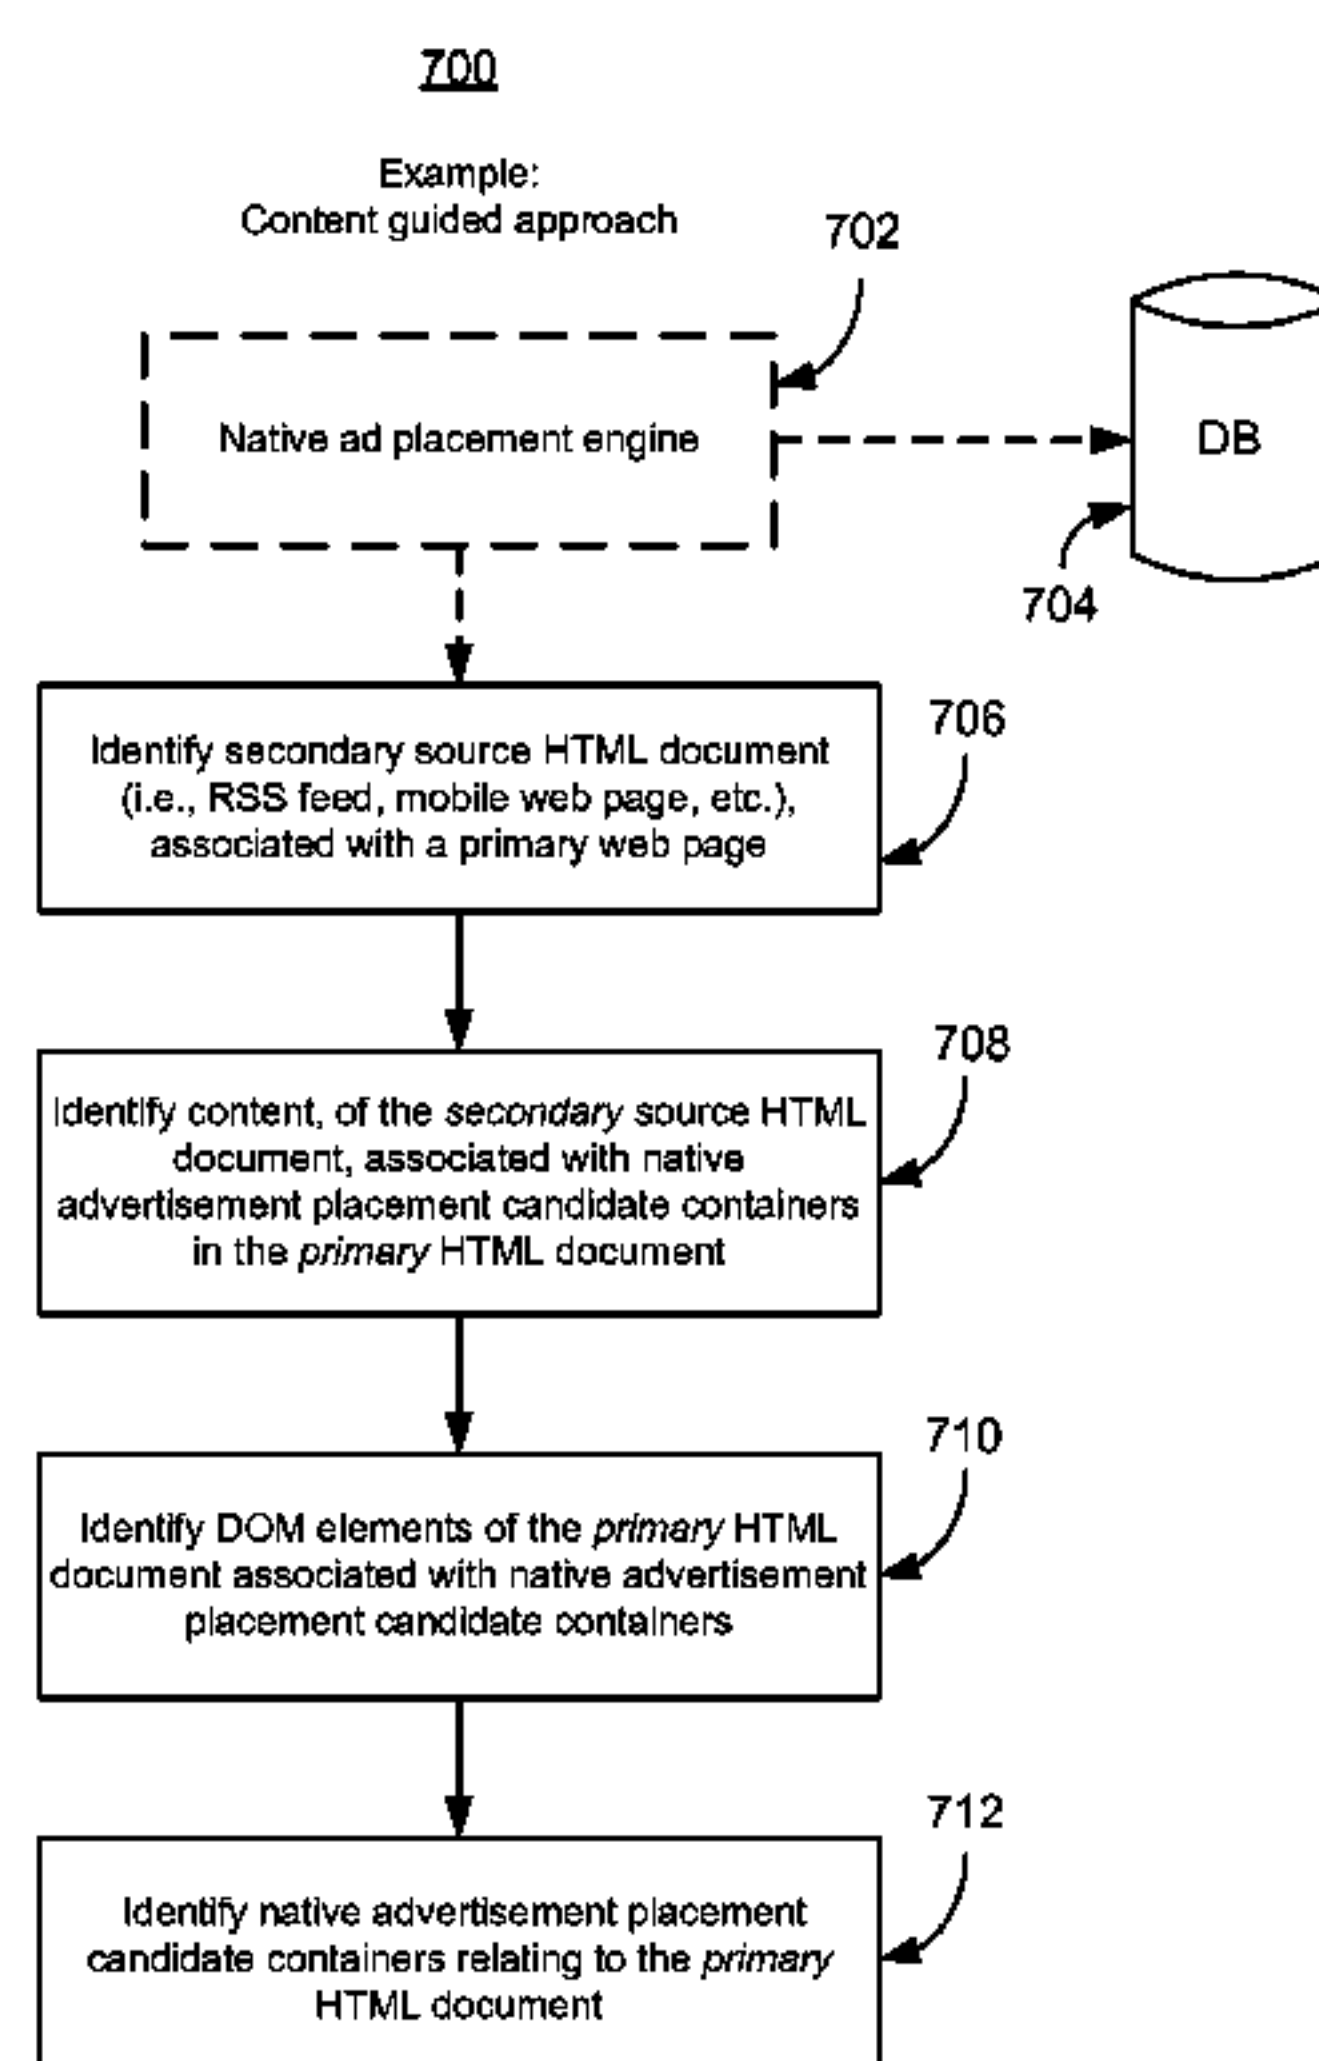 700
Example:
Content guided approach
702
Native ad placement engine
DB
704
706
Identify secondary source HTML document
(i.e., RSS feed, mobile web page, etc.),
associated with a primary web page
708
Identify content, of the secondary source HTML
document, associated with native
advertisement placement candidate containers
in the primary HTML document
710
Identify DOM elements of the primary HTML
document associated with native advertisement
placement candidate containers
712
Identify native advertisement placement
candidate containers relating to the primary
HTML document